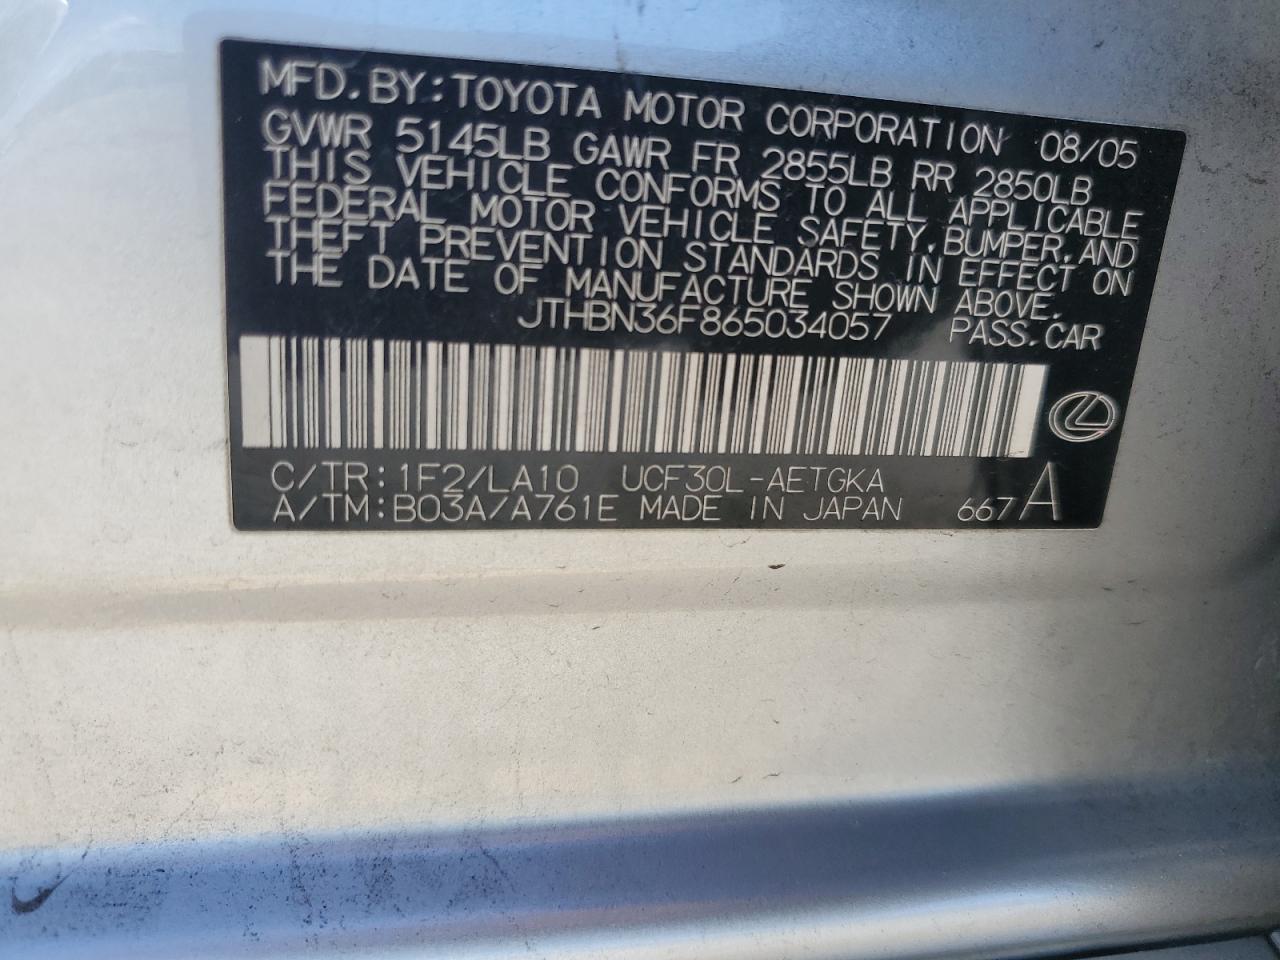 MFD. BY: TOYOTA MOTOR CORPORATION 08/05
GVWR 5145LB GAWR FR 2855LB RR 2850LB
THIS VEHICLE CONFORMS TO ALL APPLICABLE
FEDERAL MOTOR VEHICLE SAFETY, BUMPER, AND
THEFT PREVENTION STANDARDS IN EFFECT ON
THE DATE OF MANUFACTURE SHOWN ABOVE.
JTHBN36F865034057 PASS. CAR
C/TR: 1F2/LA10 UCF30L-AETGKA
A/TM: B03A/A761E MADE IN JAPAN 667 A